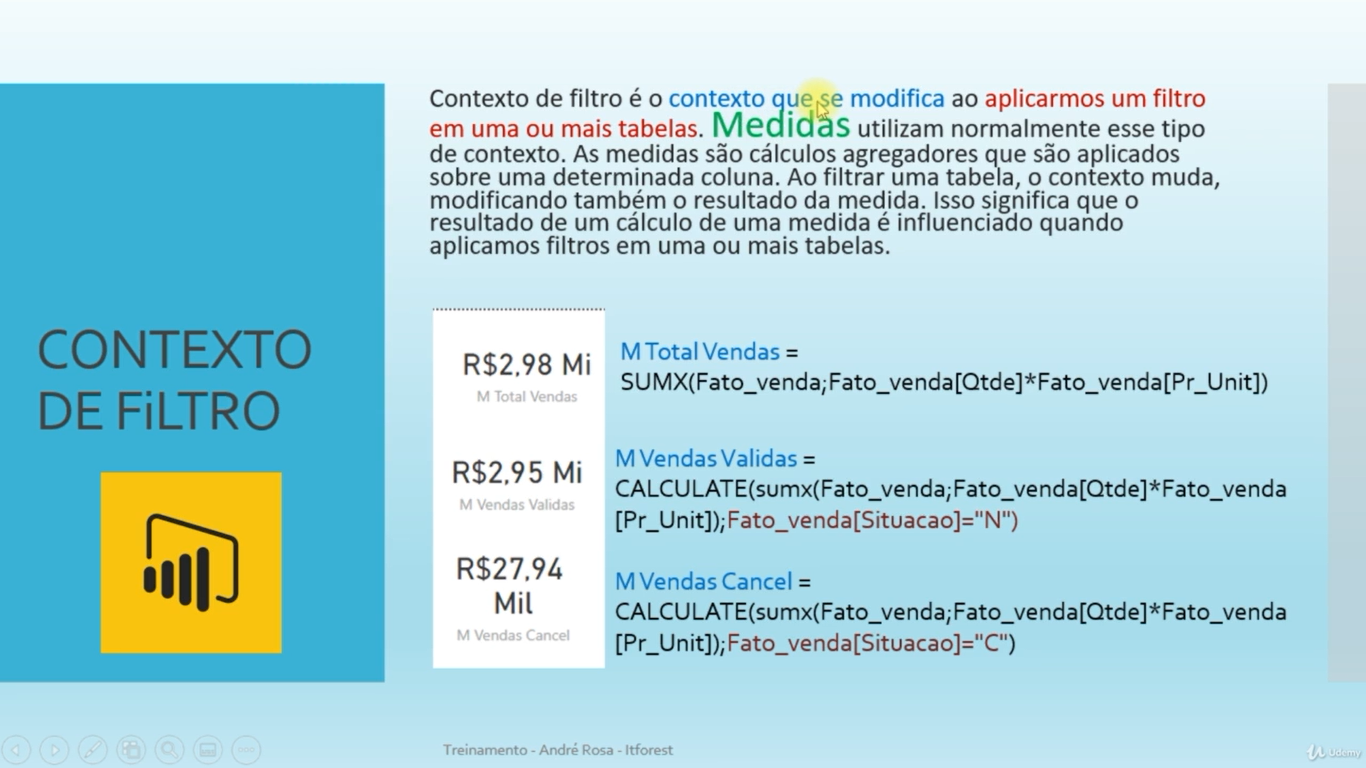 CONTEXTO
DE FiLTRO
Contexto de filtro é o contexto que se modifica ao aplicarmos um filtro
em uma ou mais tabelas. Medidas utilizam normalmente esse tipo
de contexto. As medidas são cálculos agregadores que são aplicados
sobre uma determinada coluna. Ao filtrar uma tabela, o contexto muda,
modificando também o resultado da medida. Isso significa que o
resultado de um cálculo de uma medida é influenciado quando
aplicamos filtros em uma ou mais tabelas.
R$2,98 Mi
M Total Vendas
M Total Vendas =
SUMX(Fato_venda;Fato_venda[Qtde]*Fato_venda[Pr_Unit])
R$2,95 Mi
M Vendas Validas
M Vendas Validas =
CALCULATE(sumx(Fato_venda;Fato_venda[Qtde]*Fato_venda
[Pr_Unit]);Fato_venda[Situacao]="N")
R$27,94
Mil
M Vendas Cancel
M Vendas Cancel =
CALCULATE(sumx(Fato_venda;Fato_venda[Qtde]*Fato_venda
[Pr_Unit]);Fato_venda[Situacao]="C")
Treinamento - André Rosa - Itforest
Udemy